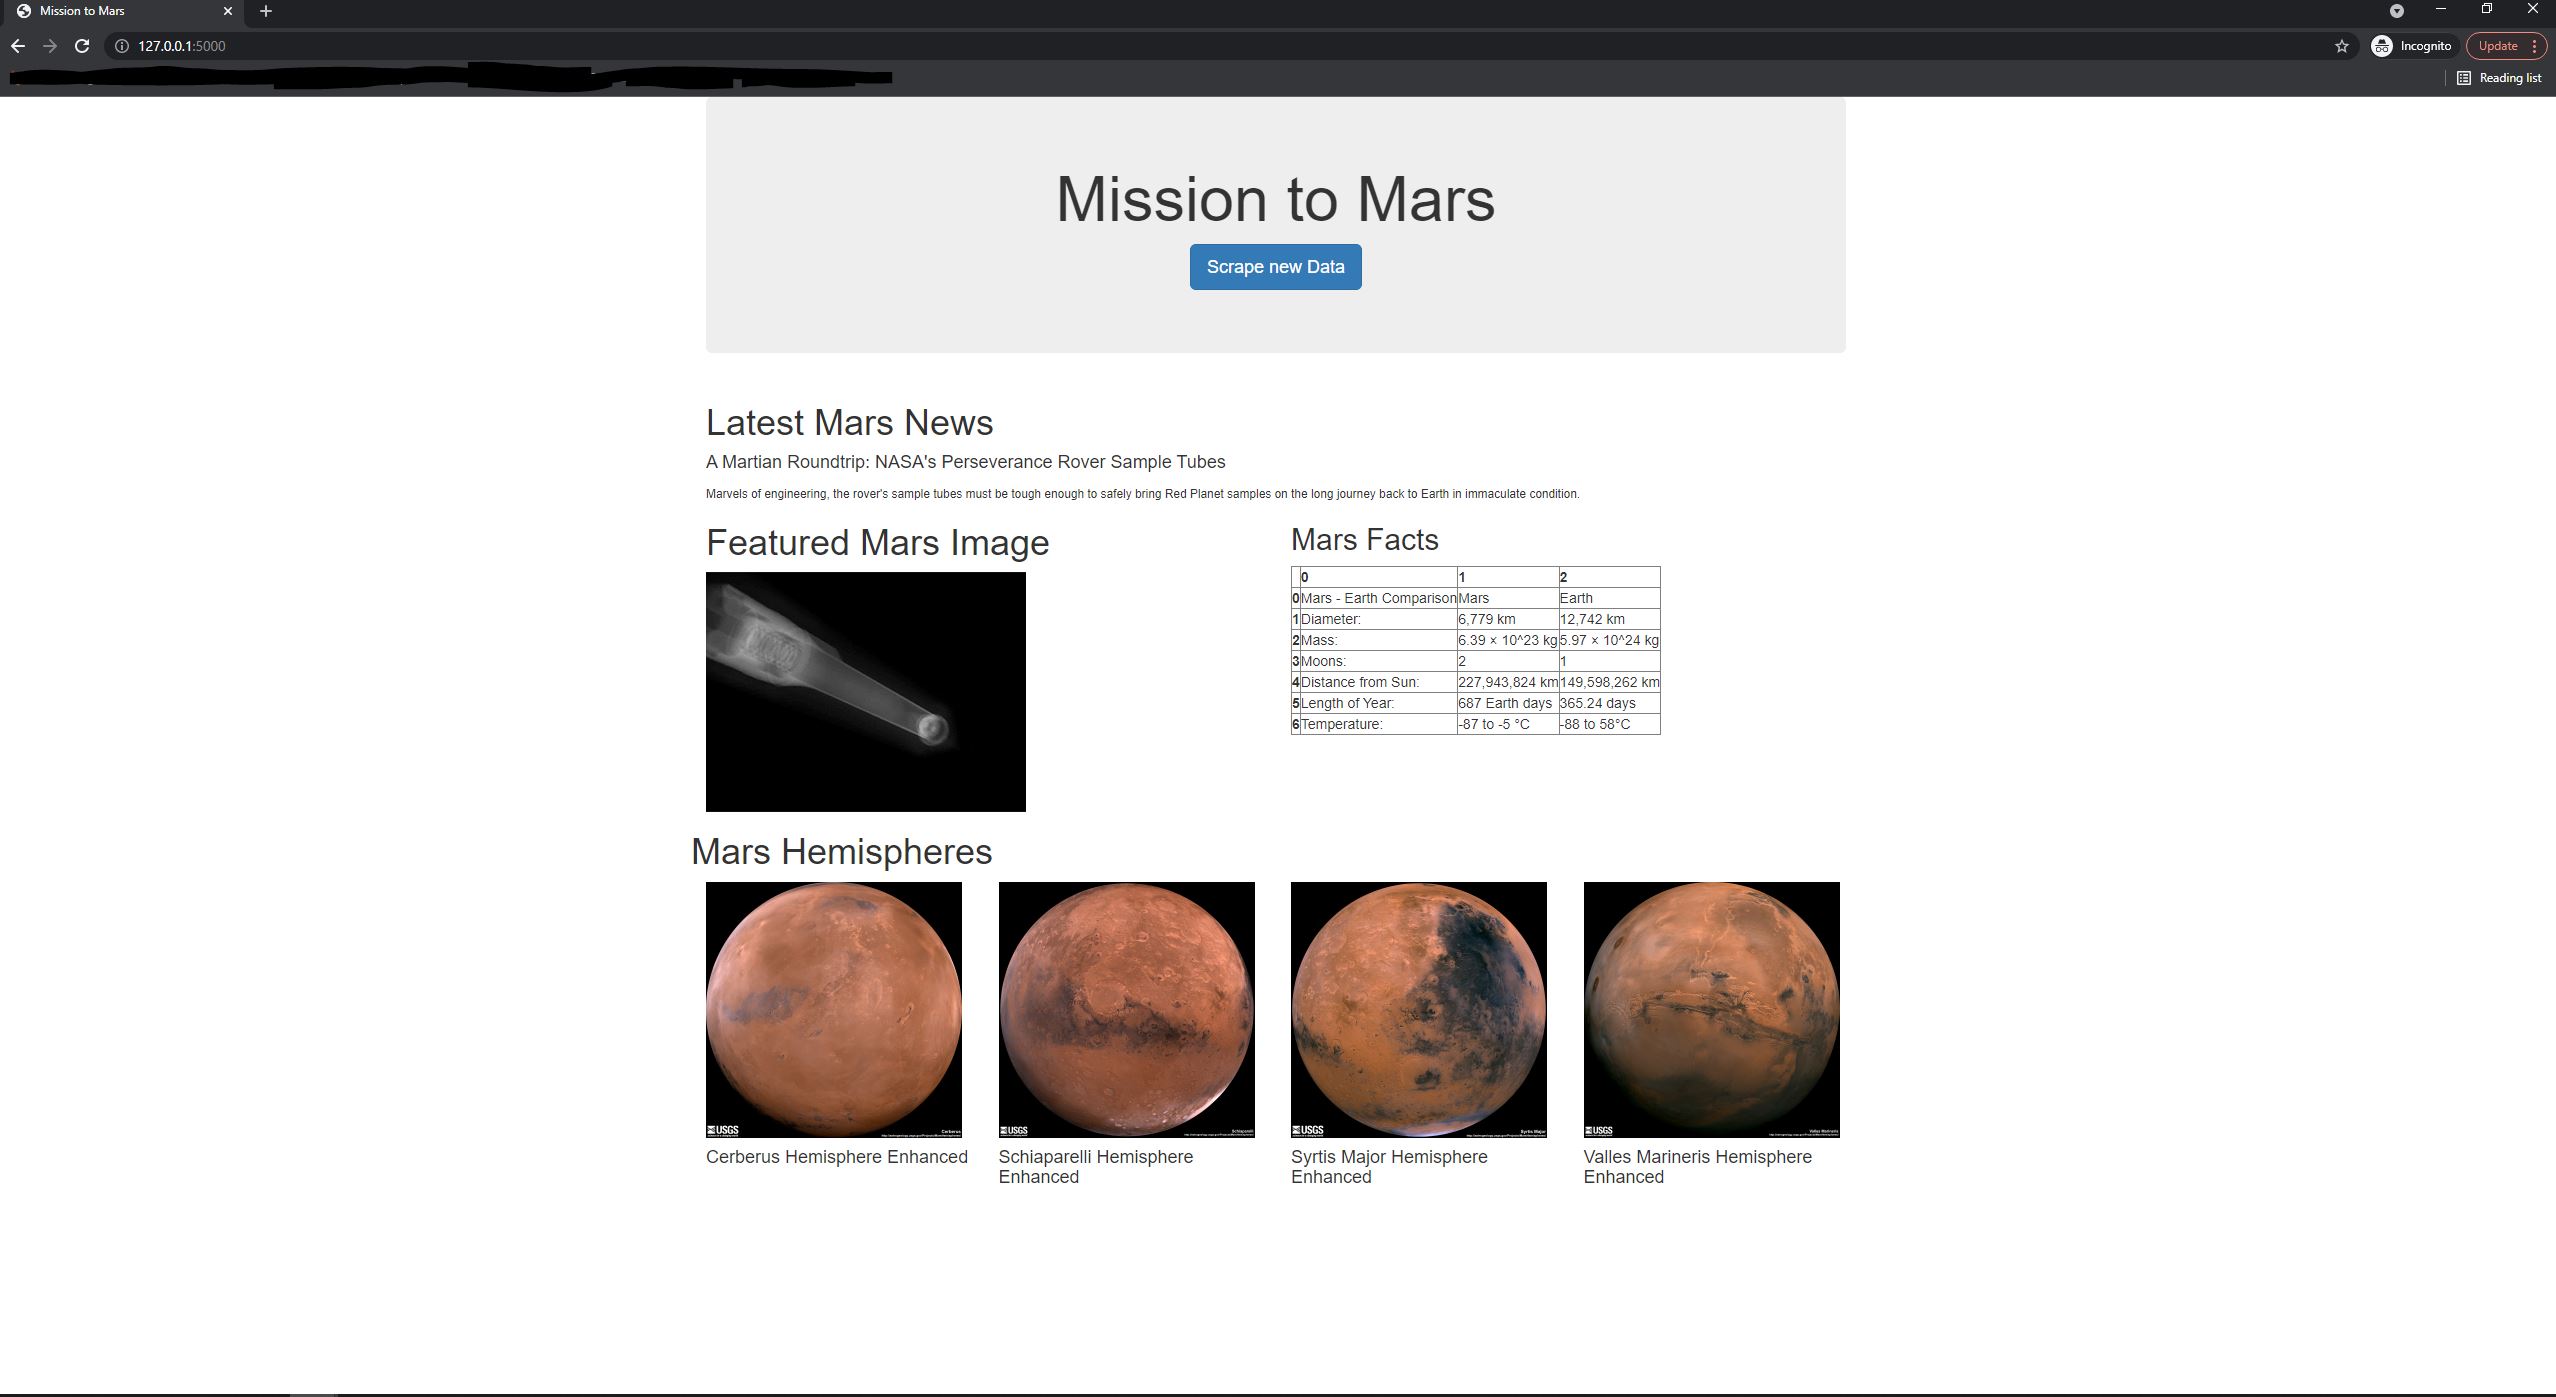 Mission to Mars
127.0.0.1:5000
Incognito
Update
Reading list
Mission to Mars
Scrape new Data
Latest Mars News
A Martian Roundtrip: NASA's Perseverance Rover Sample Tubes
Marvels of engineering, the rover's sample tubes must be tough enough to safely bring Red Planet samples on the long journey back to Earth in immaculate condition.
Featured Mars Image
Mars Facts
0 1 2
0 Mars - Earth Comparison Mars Earth
1 Diameter: 6,779 km 12,742 km
2 Mass: 6.39 × 10^23 kg 5.97 × 10^24 kg
3 Moons: 2 1
4 Distance from Sun: 227,943,824 km 149,598,262 km
5 Length of Year: 687 Earth days 365.24 days
6 Temperature: -87 to -5 °C -88 to 58°C
Mars Hemispheres
USGS
Cerberus
USGS
Schiaparelli
USGS
Syrtis Major
USGS
Valles Marineris
Cerberus Hemisphere Enhanced
Schiaparelli Hemisphere
Enhanced
Syrtis Major Hemisphere
Enhanced
Valles Marineris Hemisphere
Enhanced